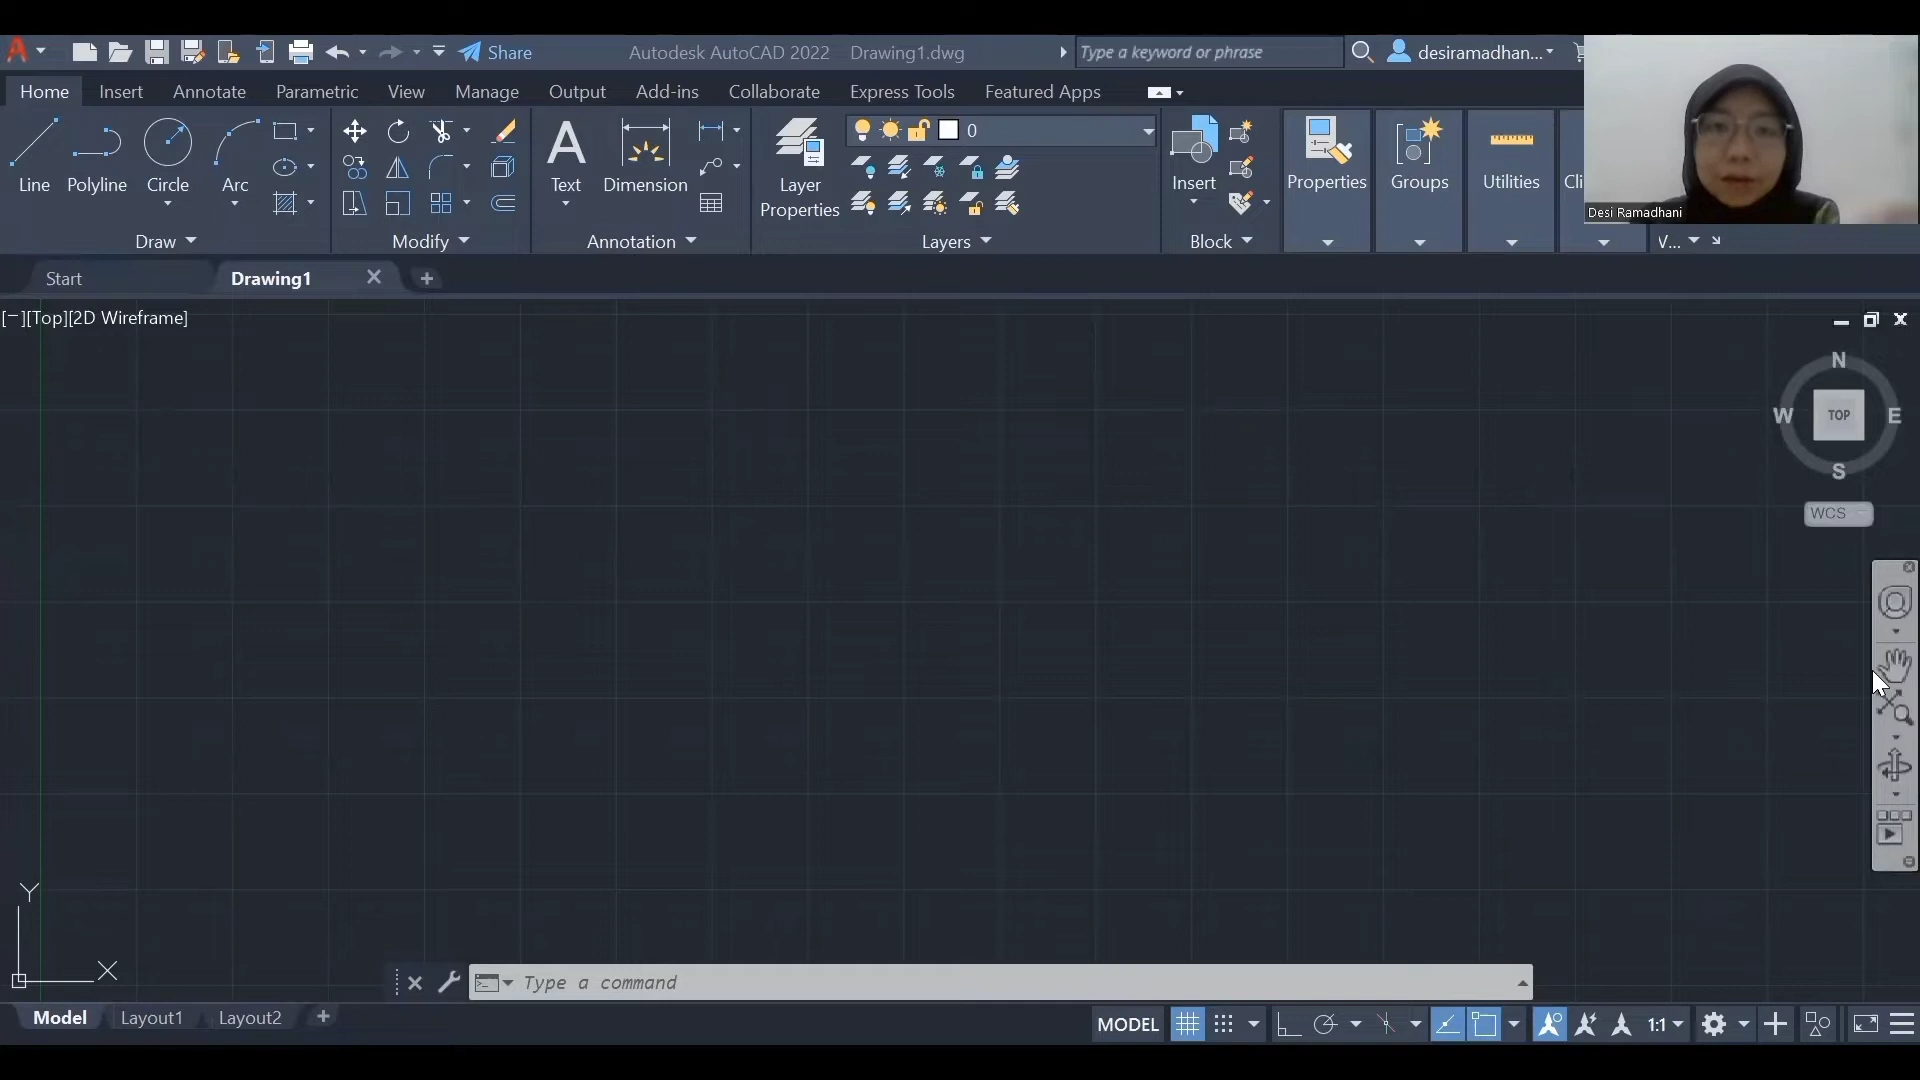 Share
Autodesk AutoCAD 2022 Drawing1.dwg
Type a keyword or phrase
desiramadhan...
Home Insert Annotate Parametric View Manage Output Add-ins Collaborate Express Tools Featured Apps
Line Polyline Circle Arc
Text Dimension
Layer Properties
0
Insert
Properties Groups Utilities Cli
Desi Ramadhani
Draw Modify Annotation Layers Block V...
Start Drawing1
[−][Top][2D Wireframe]
N
W TOP E
S
WCS
Y
X
Type a command
Model Layout1 Layout2
MODEL 1:1